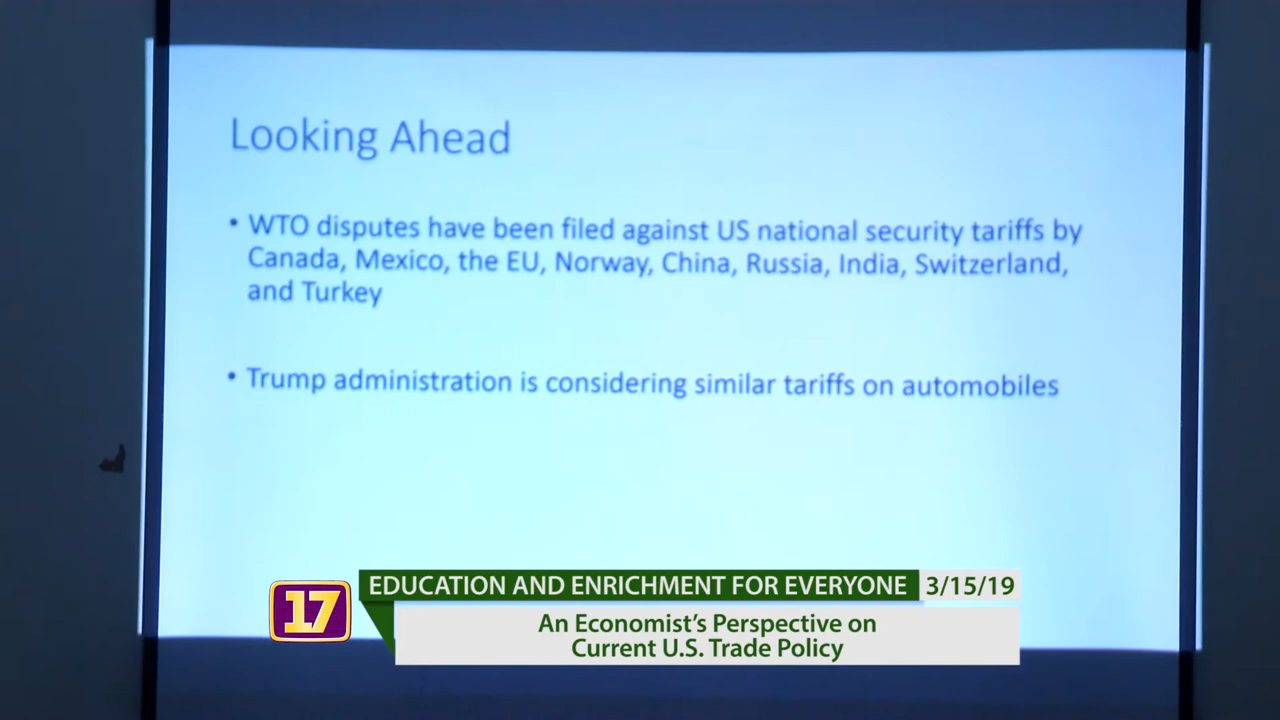 Looking Ahead
• WTO disputes have been filed against US national security tariffs by
Canada, Mexico, the EU, Norway, China, Russia, India, Switzerland,
and Turkey
• Trump administration is considering similar tariffs on automobiles
17
EDUCATION AND ENRICHMENT FOR EVERYONE 3/15/19
An Economist's Perspective on
Current U.S. Trade Policy